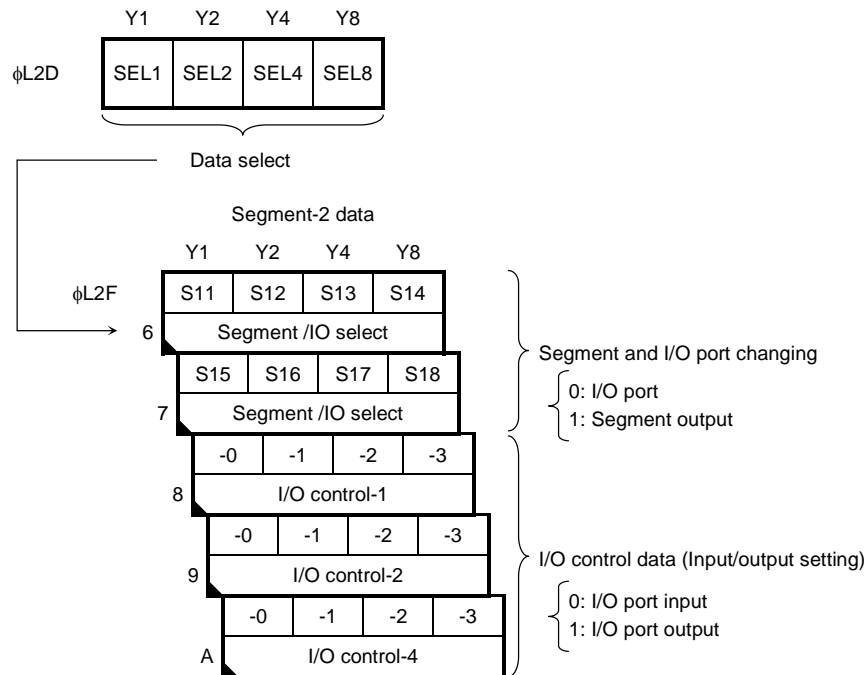 Y1 Y2 Y4 Y8
ϕL2D SEL1 SEL2 SEL4 SEL8
Data select
Segment-2 data
Y1 Y2 Y4 Y8
ϕL2F S11 S12 S13 S14
6 Segment /IO select
S15 S16 S17 S18
7 Segment /IO select
Segment and I/O port changing
0: I/O port
1: Segment output
-0 -1 -2 -3
8 I/O control-1
-0 -1 -2 -3
9 I/O control-2
-0 -1 -2 -3
A I/O control-4
I/O control data (Input/output setting)
0: I/O port input
1: I/O port output